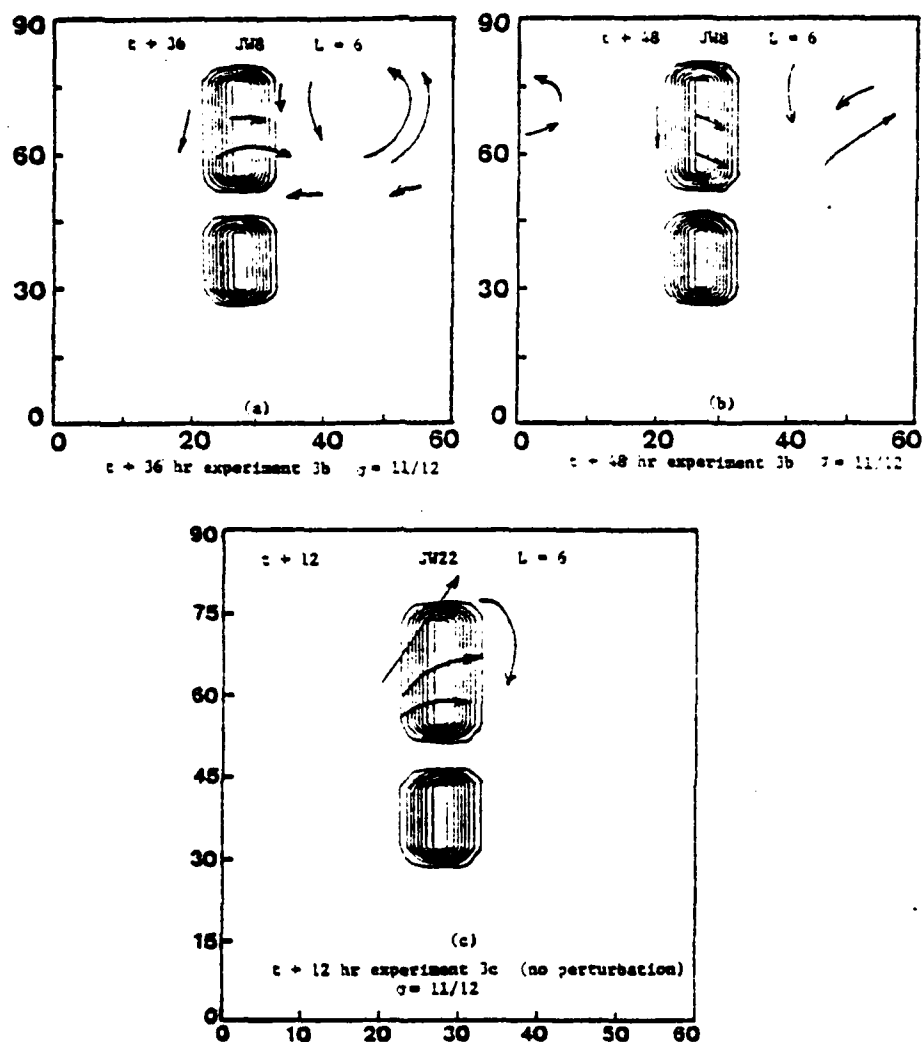 90
60
30
0
t + 36 JW8 L = 6
(a)
0 20 40 60
t + 36 hr experiment 3b σ = 11/12
90
60
30
0
t + 48 JW8 L = 6
(b)
0 20 40 60
t + 48 hr experiment 3b σ = 11/12
90
75
60
45
30
15
0
t + 12 JW22 L = 6
(c)
t + 12 hr experiment 3c (no perturbation)
σ = 11/12
0 10 20 30 40 50 60